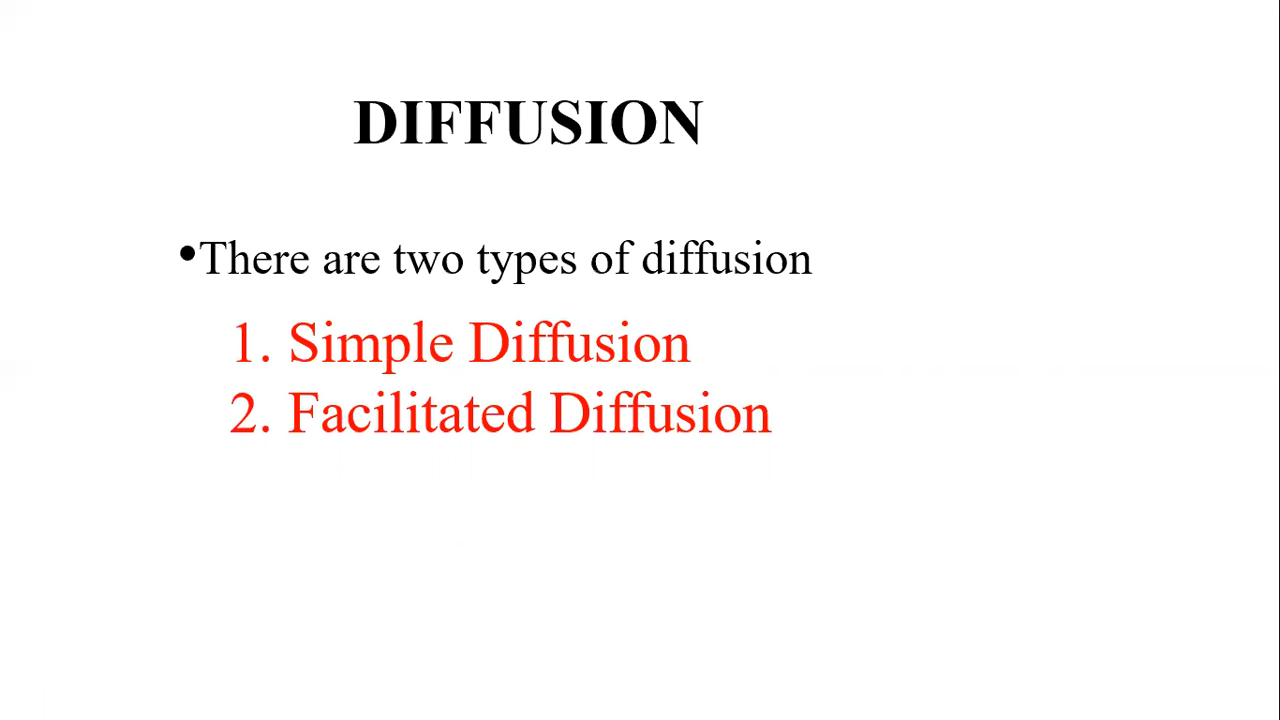 DIFFUSION
•There are two types of diffusion
1. Simple Diffusion
2. Facilitated Diffusion